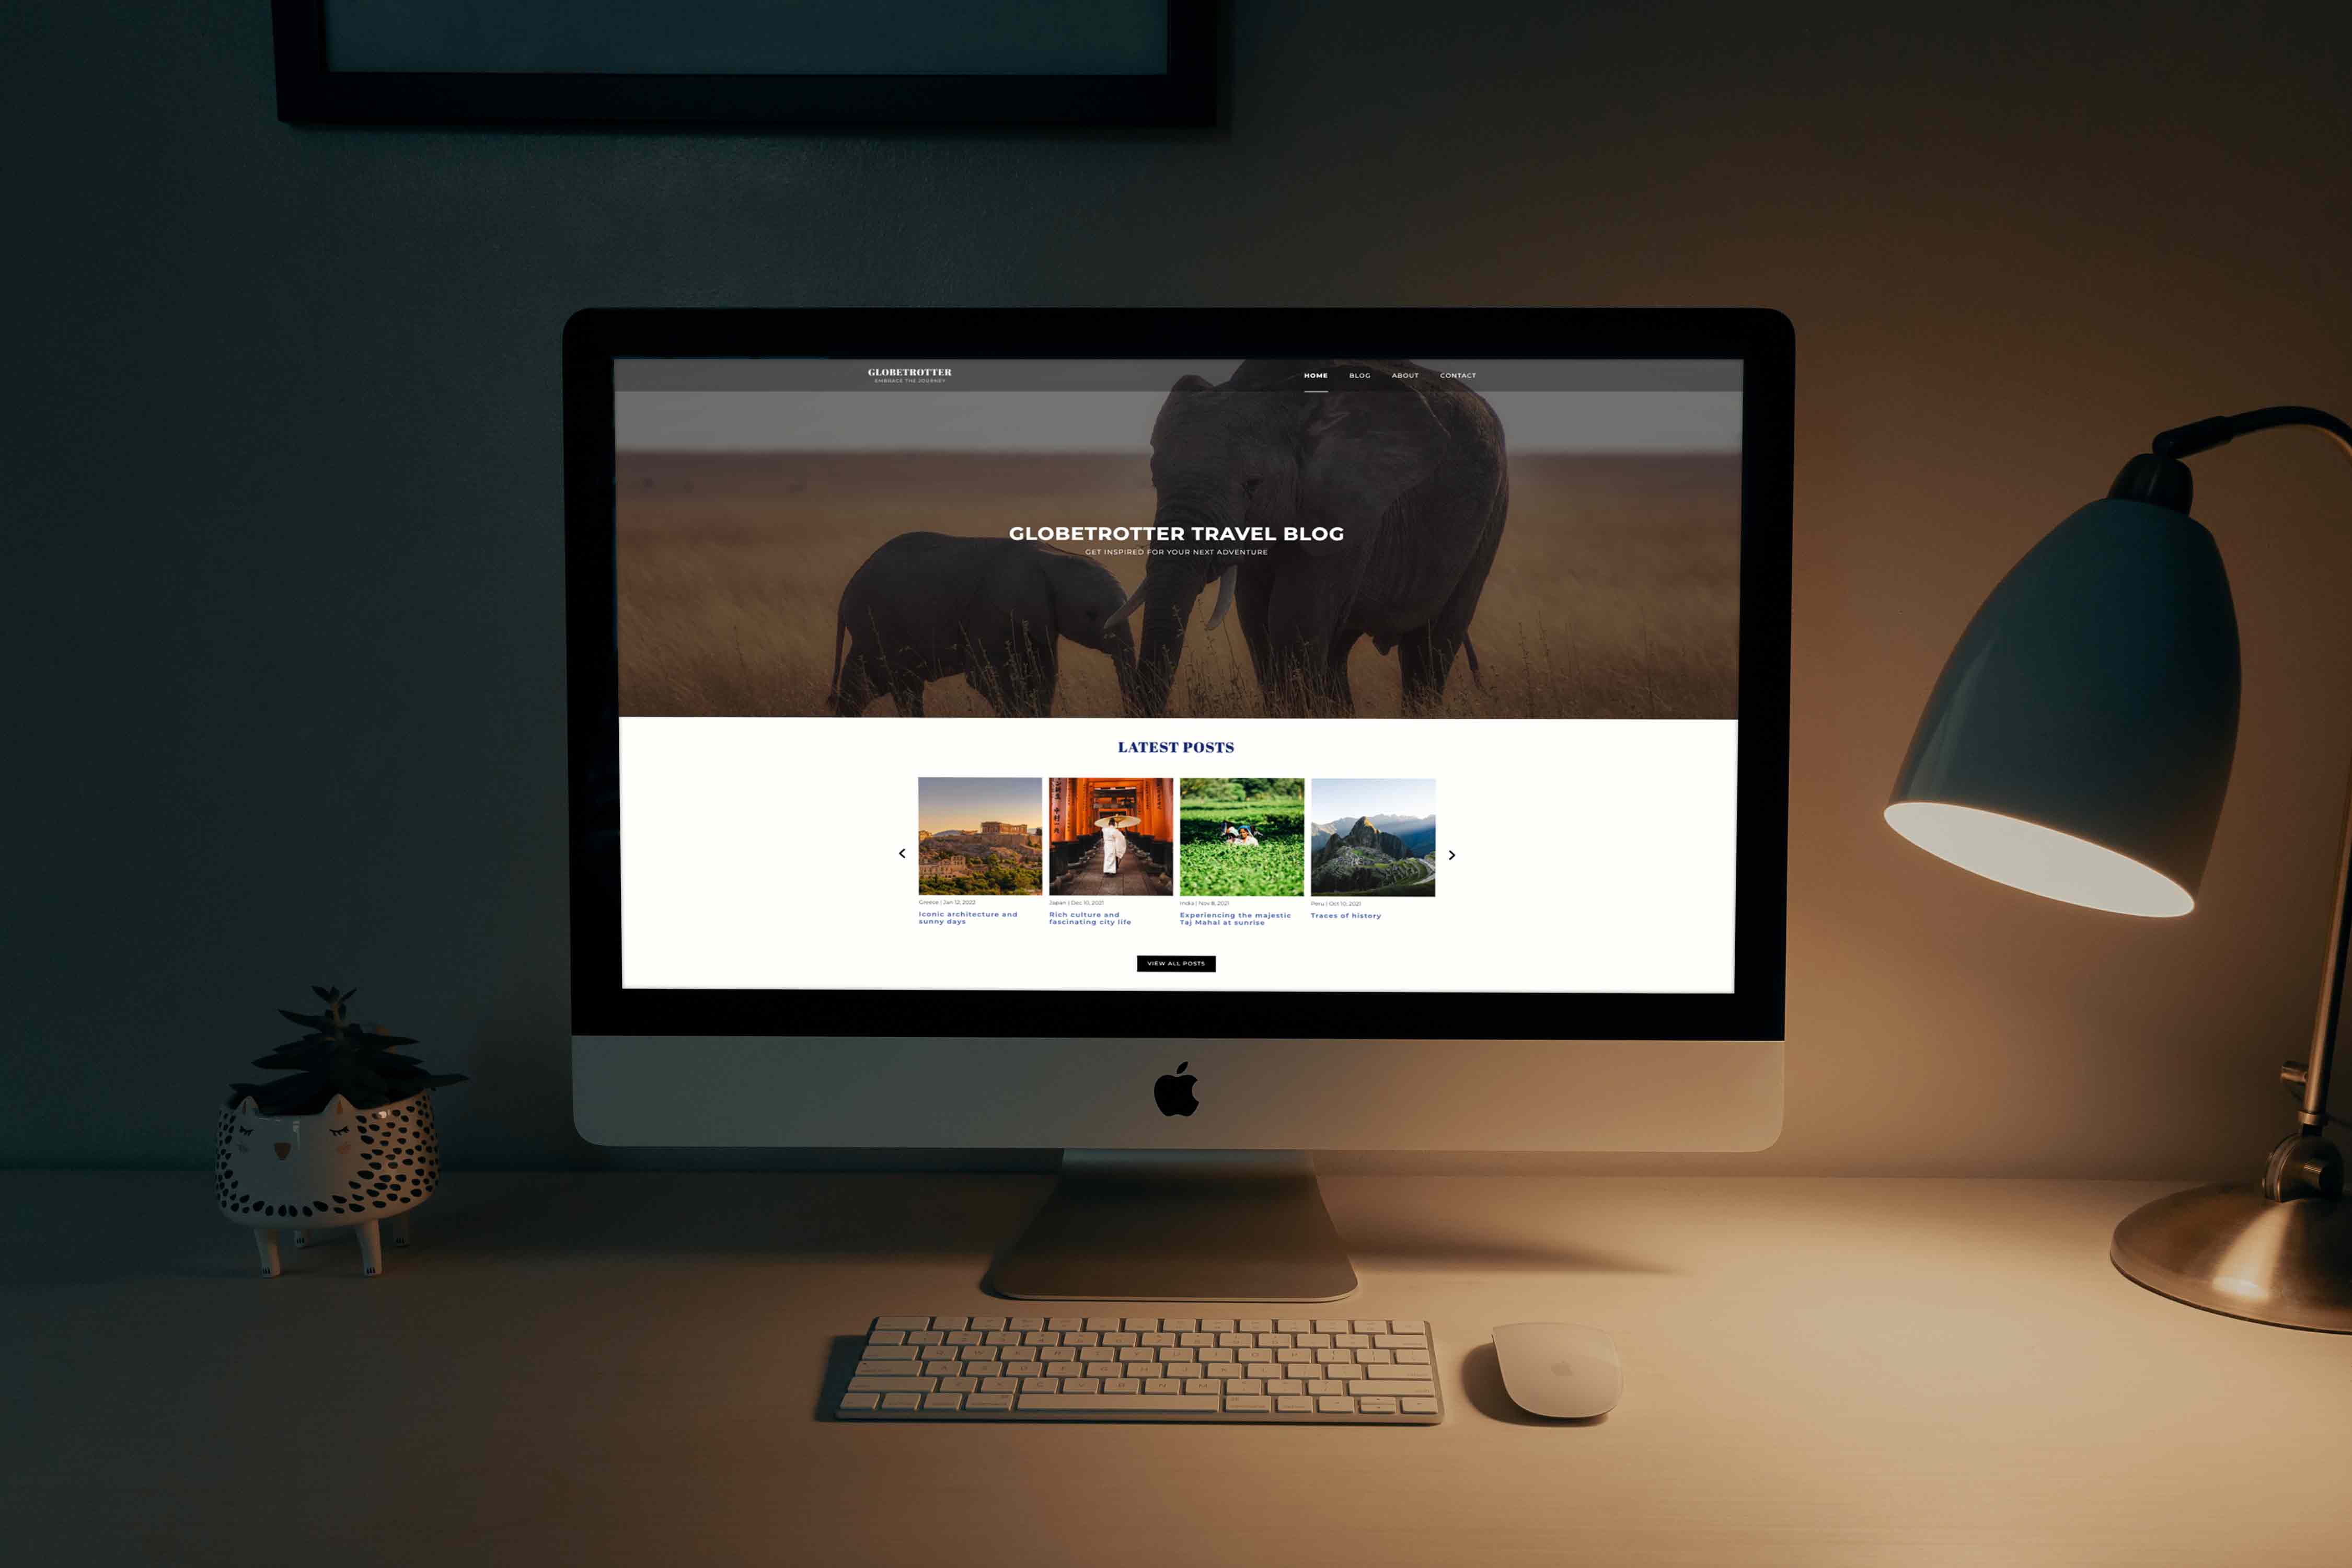 GLOBETROTTER
EMBRACE THE JOURNEY
HOME BLOG ABOUT CONTACT
GLOBETROTTER TRAVEL BLOG
GET INSPIRED FOR YOUR NEXT ADVENTURE
LATEST POSTS
Greece | Jan 12, 2022
Iconic architecture and
sunny days
Japan | Dec 10, 2021
Rich culture and
fascinating city life
India | Nov 8, 2021
Experiencing the majestic
Taj Mahal at sunrise
Peru | Oct 10, 2021
Traces of history
VIEW ALL POSTS